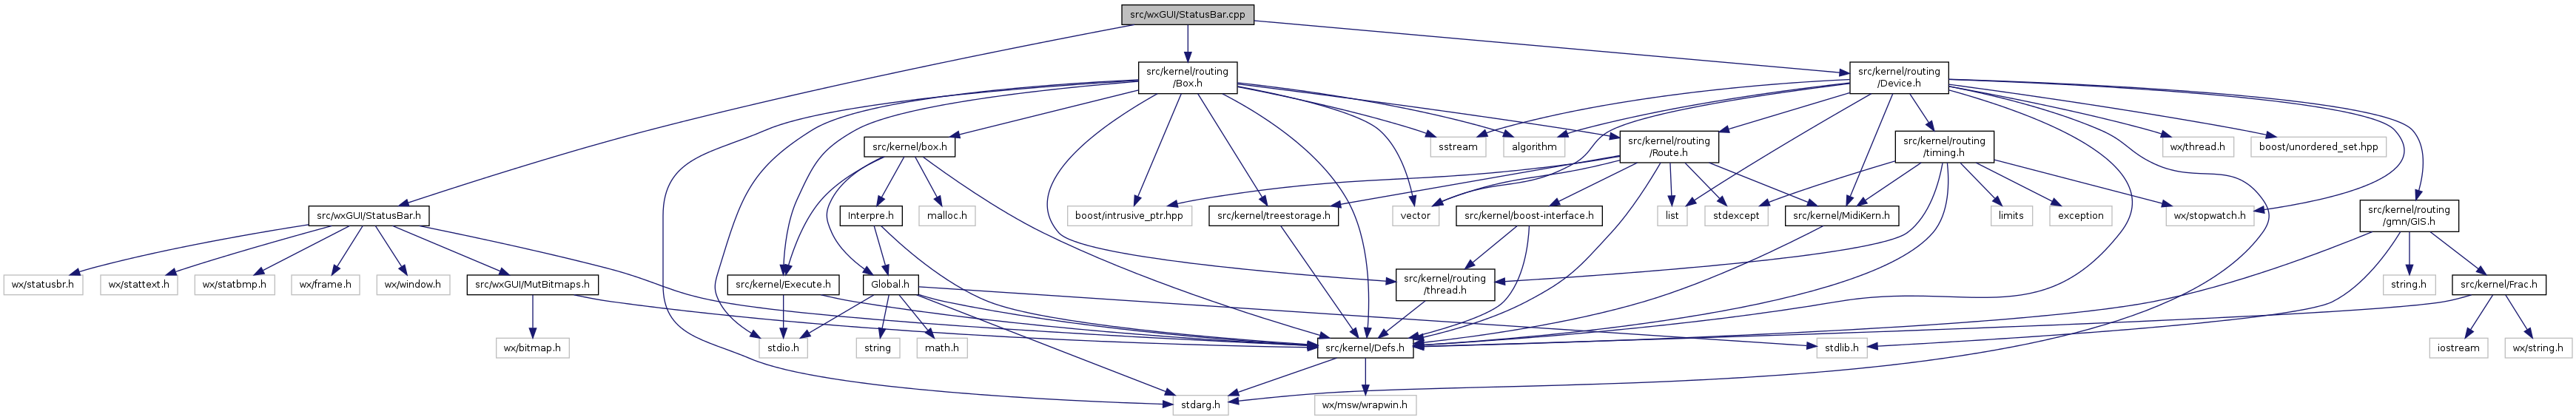 src/wxGUI/StatusBar.cpp
src/kernel/routing
/Box.h
src/kernel/routing
/Device.h
src/kernel/box.h
sstream
algorithm
src/kernel/routing
/Route.h
src/kernel/routing
/timing.h
wx/thread.h
boost/unordered_set.hpp
src/wxGUI/StatusBar.h
Interpre.h
malloc.h
boost/intrusive_ptr.hpp
src/kernel/treestorage.h
vector
src/kernel/boost-interface.h
list
stdexcept
src/kernel/MidiKern.h
limits
exception
wx/stopwatch.h
src/kernel/routing
/gmn/GIS.h
wx/statusbr.h
wx/stattext.h
wx/statbmp.h
wx/frame.h
wx/window.h
src/wxGUI/MutBitmaps.h
src/kernel/Execute.h
Global.h
src/kernel/routing
/thread.h
string.h
src/kernel/Frac.h
wx/bitmap.h
stdio.h
string
math.h
src/kernel/Defs.h
stdlib.h
iostream
wx/string.h
stdarg.h
wx/msw/wrapwin.h